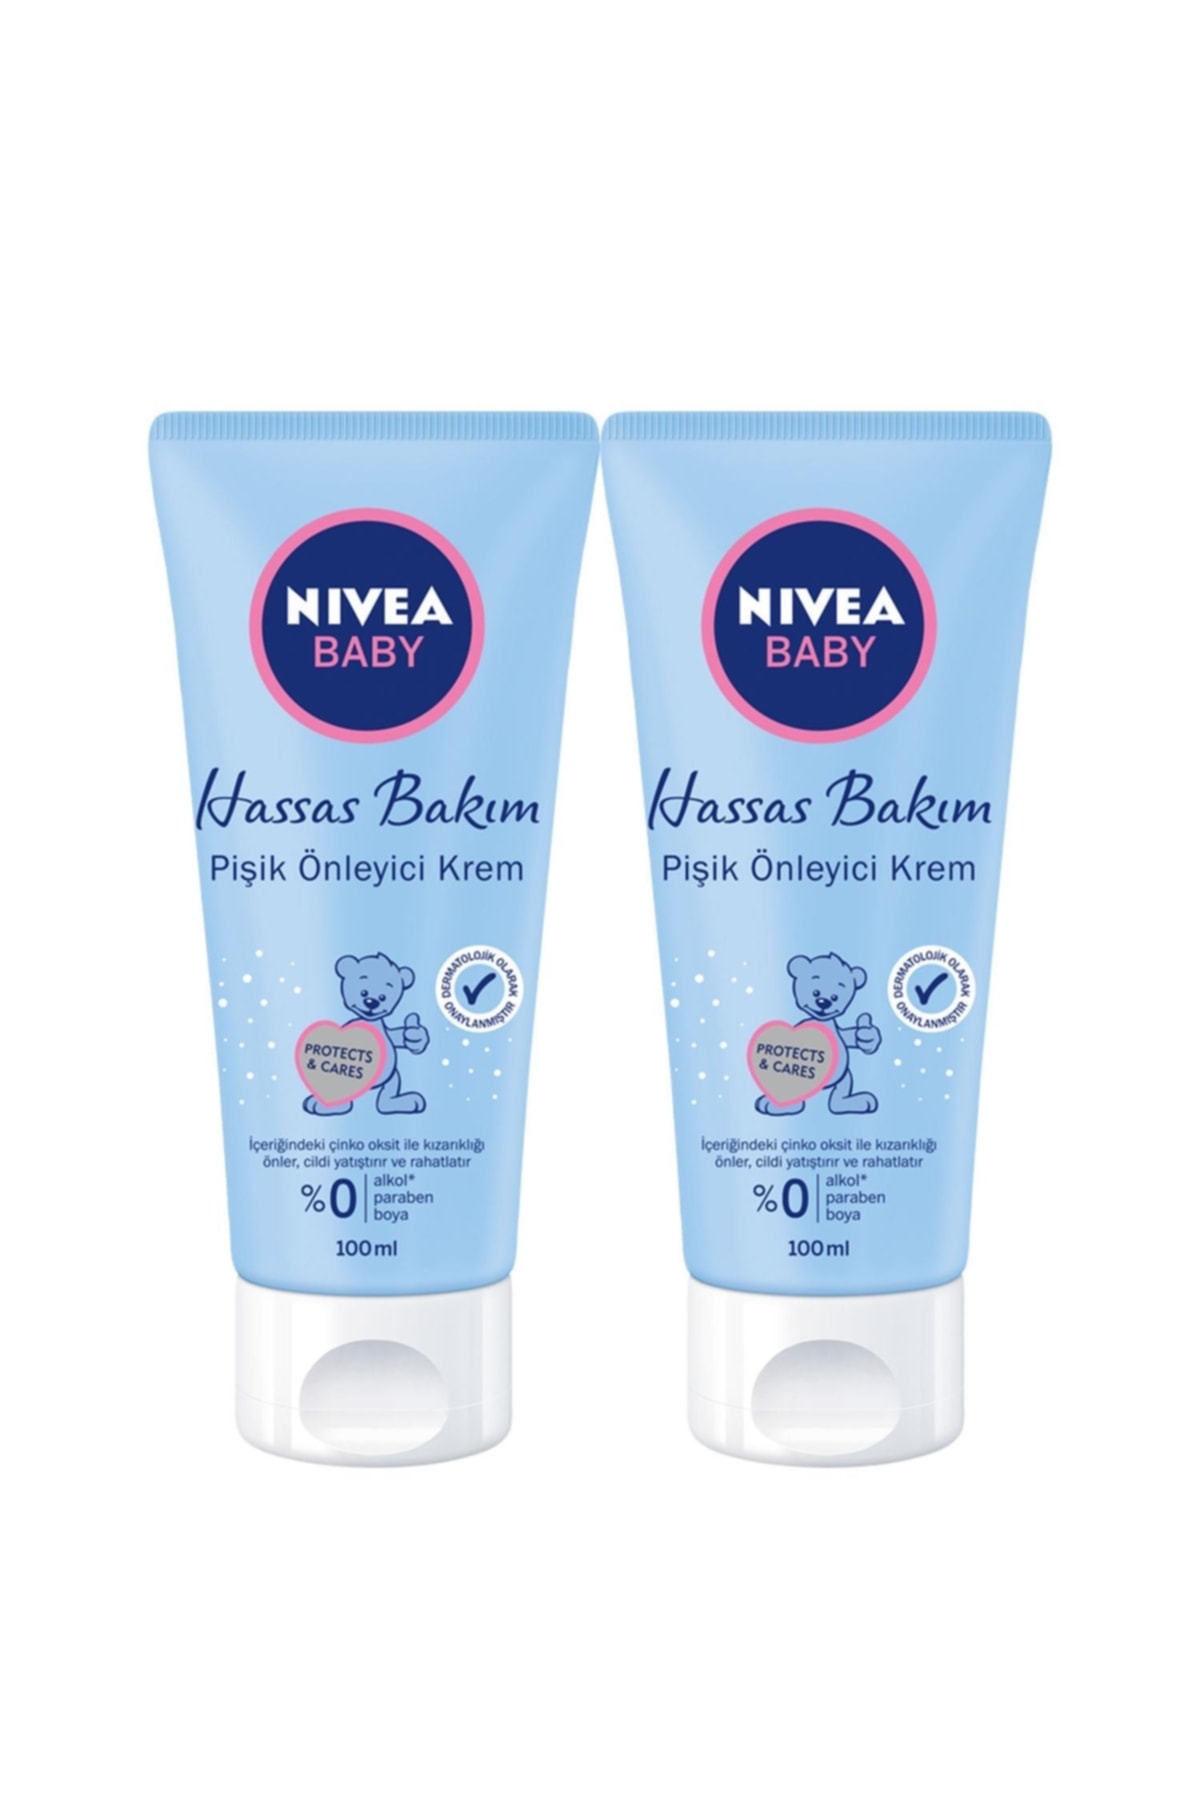 NIVEA
BABY
Hassas Bakım
Pişik Önleyici Krem
DERMATOLOJİK OLARAK
ONAYLANMIŞTIR
PROTECTS
& CARES
İçeriğindeki çinko oksit ile kızarıklığı
önler, cildi yatıştırır ve rahatlatır
%0
alkol*
paraben
boya
100ml
NIVEA
BABY
Hassas Bakım
Pişik Önleyici Krem
DERMATOLOJİK OLARAK
ONAYLANMIŞTIR
PROTECTS
& CARES
İçeriğindeki çinko oksit ile kızarıklığı
önler, cildi yatıştırır ve rahatlatır
%0
alkol*
paraben
boya
100ml